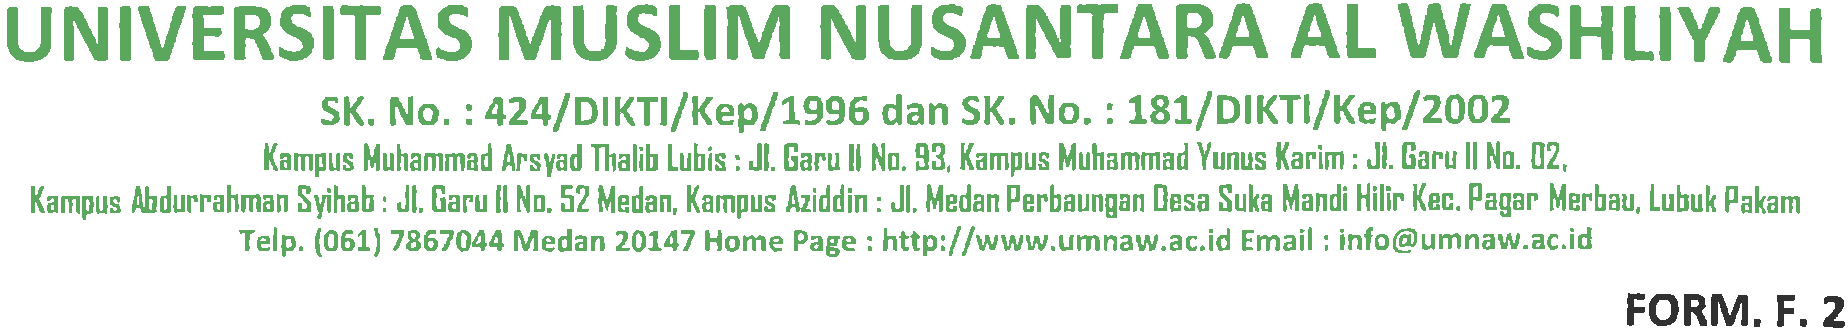 UNIVERSITAS MUSLIM NUSANTARA AL WASHLIYAH
SK. No. : 424/DIKTI/Kep/1996 dan SK. No. : 181/DIKTI/Kep/2002
Kampus Muhammad Arsyad Thalib Lubis : Jl. Garu II No. 93, Kampus Muhammad Yunus Karim : Jl. Garu II No. 02,
Kampus Abdurrahman Syihab : Jl. Garu II No. 52 Medan, Kampus Aziddin : Jl. Medan Perbaungan Desa Suka Mandi Hilir Kec. Pagar Merbau, Lubuk Pakam
Telp. (061) 7867044 Medan 20147 Home Page : http://www.umnaw.ac.id Email : info@umnaw.ac.id
FORM. F. 2